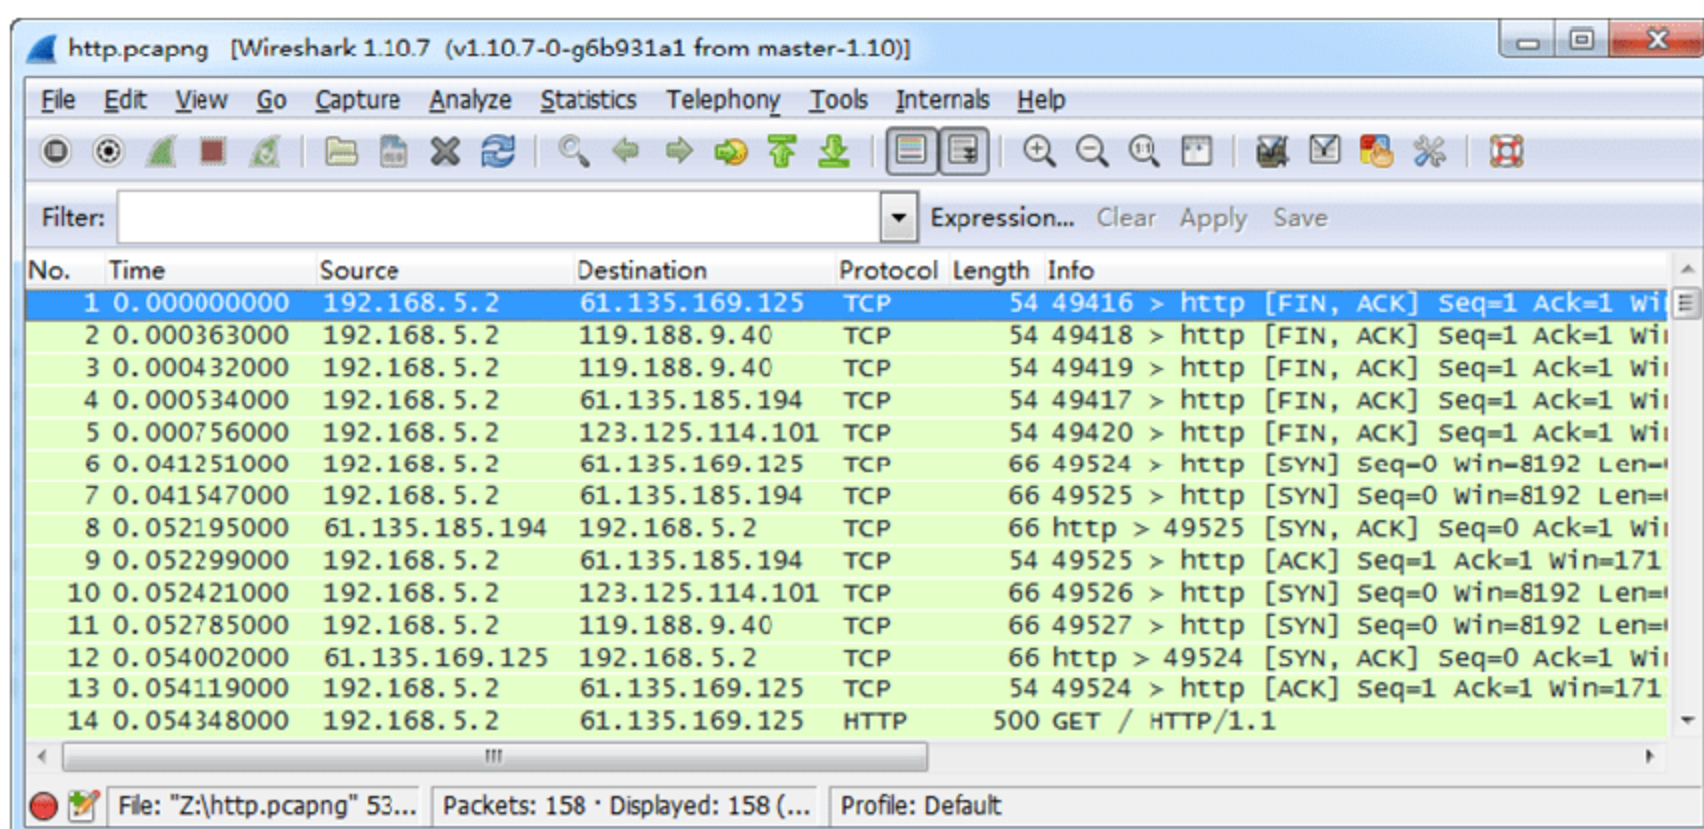 http.pcapng [Wireshark 1.10.7 (v1.10.7-0-g6b931a1 from master-1.10)]
File Edit View Go Capture Analyze Statistics Telephony Tools Internals Help
Filter: Expression... Clear Apply Save
No. Time Source Destination Protocol Length Info
1 0.000000000 192.168.5.2 61.135.169.125 TCP 54 49416 > http [FIN, ACK] Seq=1 Ack=1 Wi
2 0.000363000 192.168.5.2 119.188.9.40 TCP 54 49418 > http [FIN, ACK] Seq=1 Ack=1 Wi
3 0.000432000 192.168.5.2 119.188.9.40 TCP 54 49419 > http [FIN, ACK] Seq=1 Ack=1 Wi
4 0.000534000 192.168.5.2 61.135.185.194 TCP 54 49417 > http [FIN, ACK] Seq=1 Ack=1 Wi
5 0.000756000 192.168.5.2 123.125.114.101 TCP 54 49420 > http [FIN, ACK] Seq=1 Ack=1 Wi
6 0.041251000 192.168.5.2 61.135.169.125 TCP 66 49524 > http [SYN] Seq=0 Win=8192 Len=
7 0.041547000 192.168.5.2 61.135.185.194 TCP 66 49525 > http [SYN] Seq=0 Win=8192 Len=
8 0.052195000 61.135.185.194 192.168.5.2 TCP 66 http > 49525 [SYN, ACK] Seq=0 Ack=1 Wi
9 0.052299000 192.168.5.2 61.135.185.194 TCP 54 49525 > http [ACK] Seq=1 Ack=1 Win=171
10 0.052421000 192.168.5.2 123.125.114.101 TCP 66 49526 > http [SYN] Seq=0 Win=8192 Len=
11 0.052785000 192.168.5.2 119.188.9.40 TCP 66 49527 > http [SYN] Seq=0 Win=8192 Len=
12 0.054002000 61.135.169.125 192.168.5.2 TCP 66 http > 49524 [SYN, ACK] Seq=0 Ack=1 Wi
13 0.054119000 192.168.5.2 61.135.169.125 TCP 54 49524 > http [ACK] Seq=1 Ack=1 Win=171
14 0.054348000 192.168.5.2 61.135.169.125 HTTP 500 GET / HTTP/1.1
File: "Z:\http.pcapng" 53... Packets: 158 · Displayed: 158 (... Profile: Default